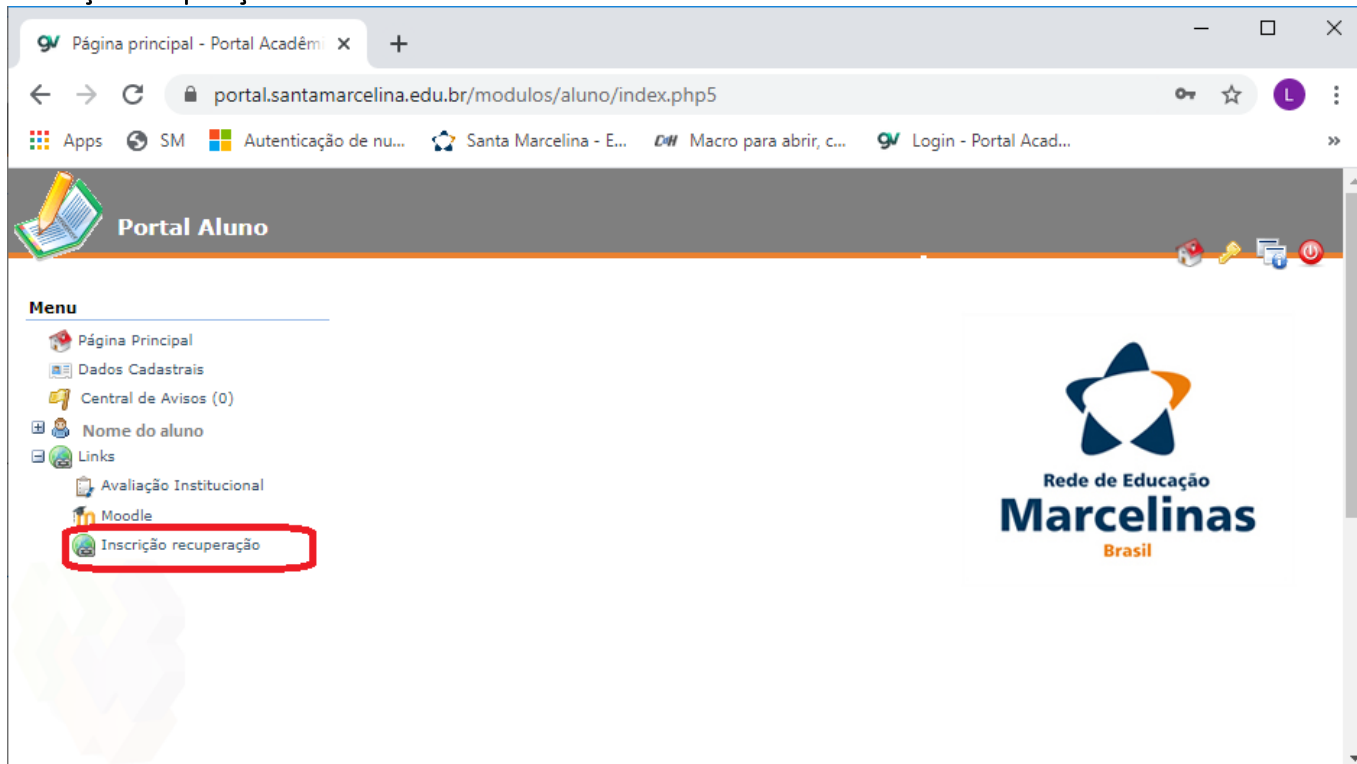 Página principal - Portal Acadêmi
portal.santamarcelina.edu.br/modulos/aluno/index.php5
L
Apps SM Autenticação de nu... Santa Marcelina - E... Macro para abrir, c... Login - Portal Acad... »
Portal Aluno
Menu
Página Principal
Dados Cadastrais
Central de Avisos (0)
Nome do aluno
Links
Avaliação Institucional
Moodle
Inscrição recuperação
Rede de Educação
Marcelinas
Brasil